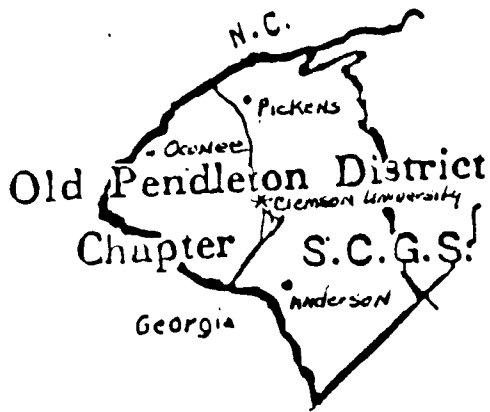 N.C.
Pickens
Oconee
Old Pendleton District
Clemson University
Chapter S.C.G.S.
Anderson
Georgia